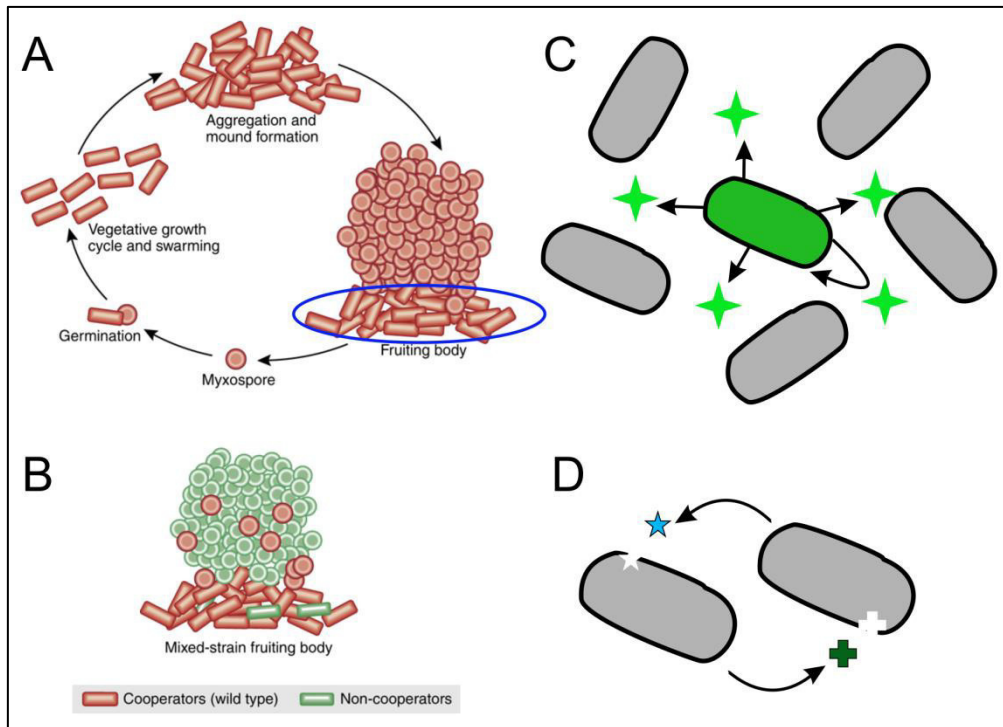 A
Aggregation and
mound formation
Vegetative growth
cycle and swarming
Germination
Myxospore
Fruiting body
C
B
Mixed-strain fruiting body
Cooperators (wild type)
Non-cooperators
D